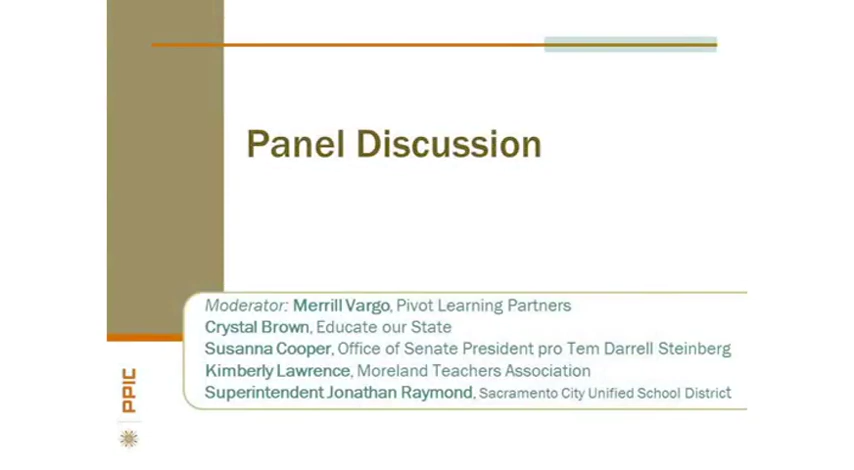 Panel Discussion
Moderator: Merrill Vargo, Pivot Learning Partners
Crystal Brown, Educate our State
Susanna Cooper, Office of Senate President pro Tem Darrell Steinberg
Kimberly Lawrence, Moreland Teachers Association
Superintendent Jonathan Raymond, Sacramento City Unified School District
PPIC